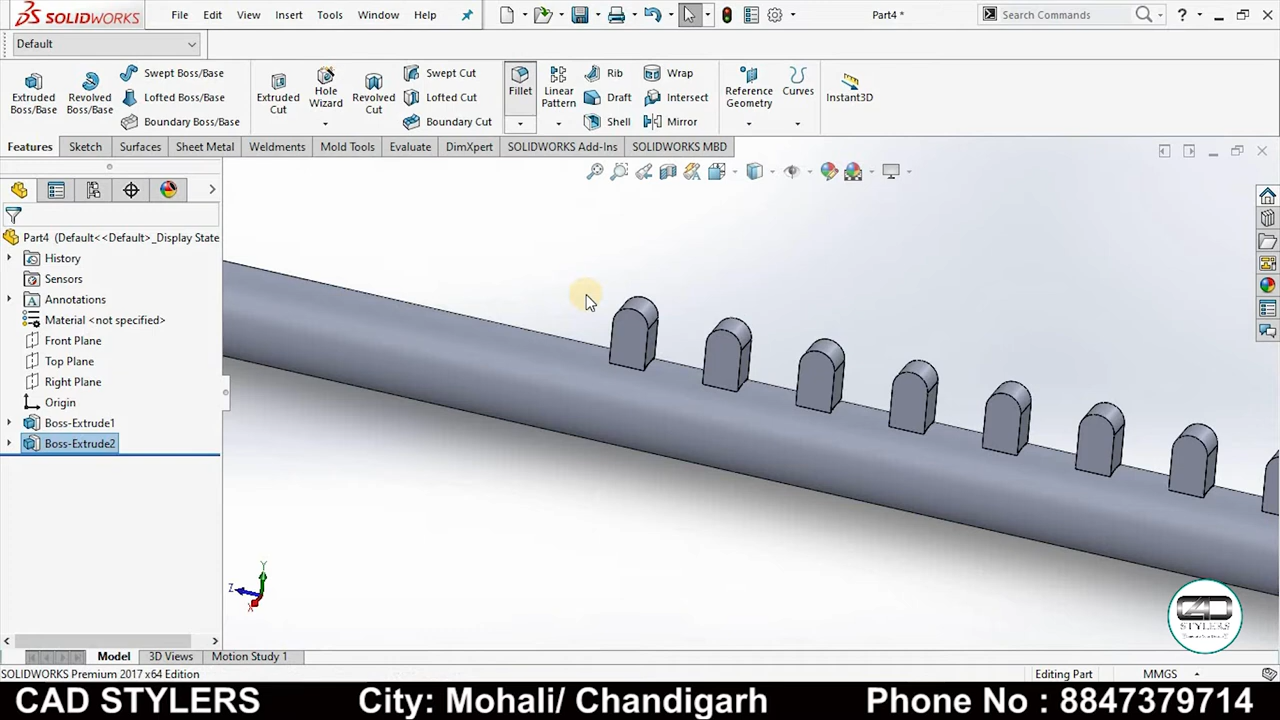 SOLIDWORKS
File Edit View Insert Tools Window Help
Part4 *
Search Commands
Default
Extruded Boss/Base
Revolved Boss/Base
Swept Boss/Base
Lofted Boss/Base
Boundary Boss/Base
Extruded Cut
Hole Wizard
Revolved Cut
Swept Cut
Lofted Cut
Boundary Cut
Fillet
Linear Pattern
Rib
Draft
Shell
Wrap
Intersect
Mirror
Reference Geometry
Curves
Instant3D
Features Sketch Surfaces Sheet Metal Weldments Mold Tools Evaluate DimXpert SOLIDWORKS Add-Ins SOLIDWORKS MBD
Part4 (Default<<Default>_Display State
History
Sensors
Annotations
Material <not specified>
Front Plane
Top Plane
Right Plane
Origin
Boss-Extrude1
Boss-Extrude2
Y
Z
X
STYLERS
Model 3D Views Motion Study 1
SOLIDWORKS Premium 2017 x64 Edition
Editing Part
MMGS
CAD STYLERS City: Mohali/ Chandigarh Phone No : 8847379714